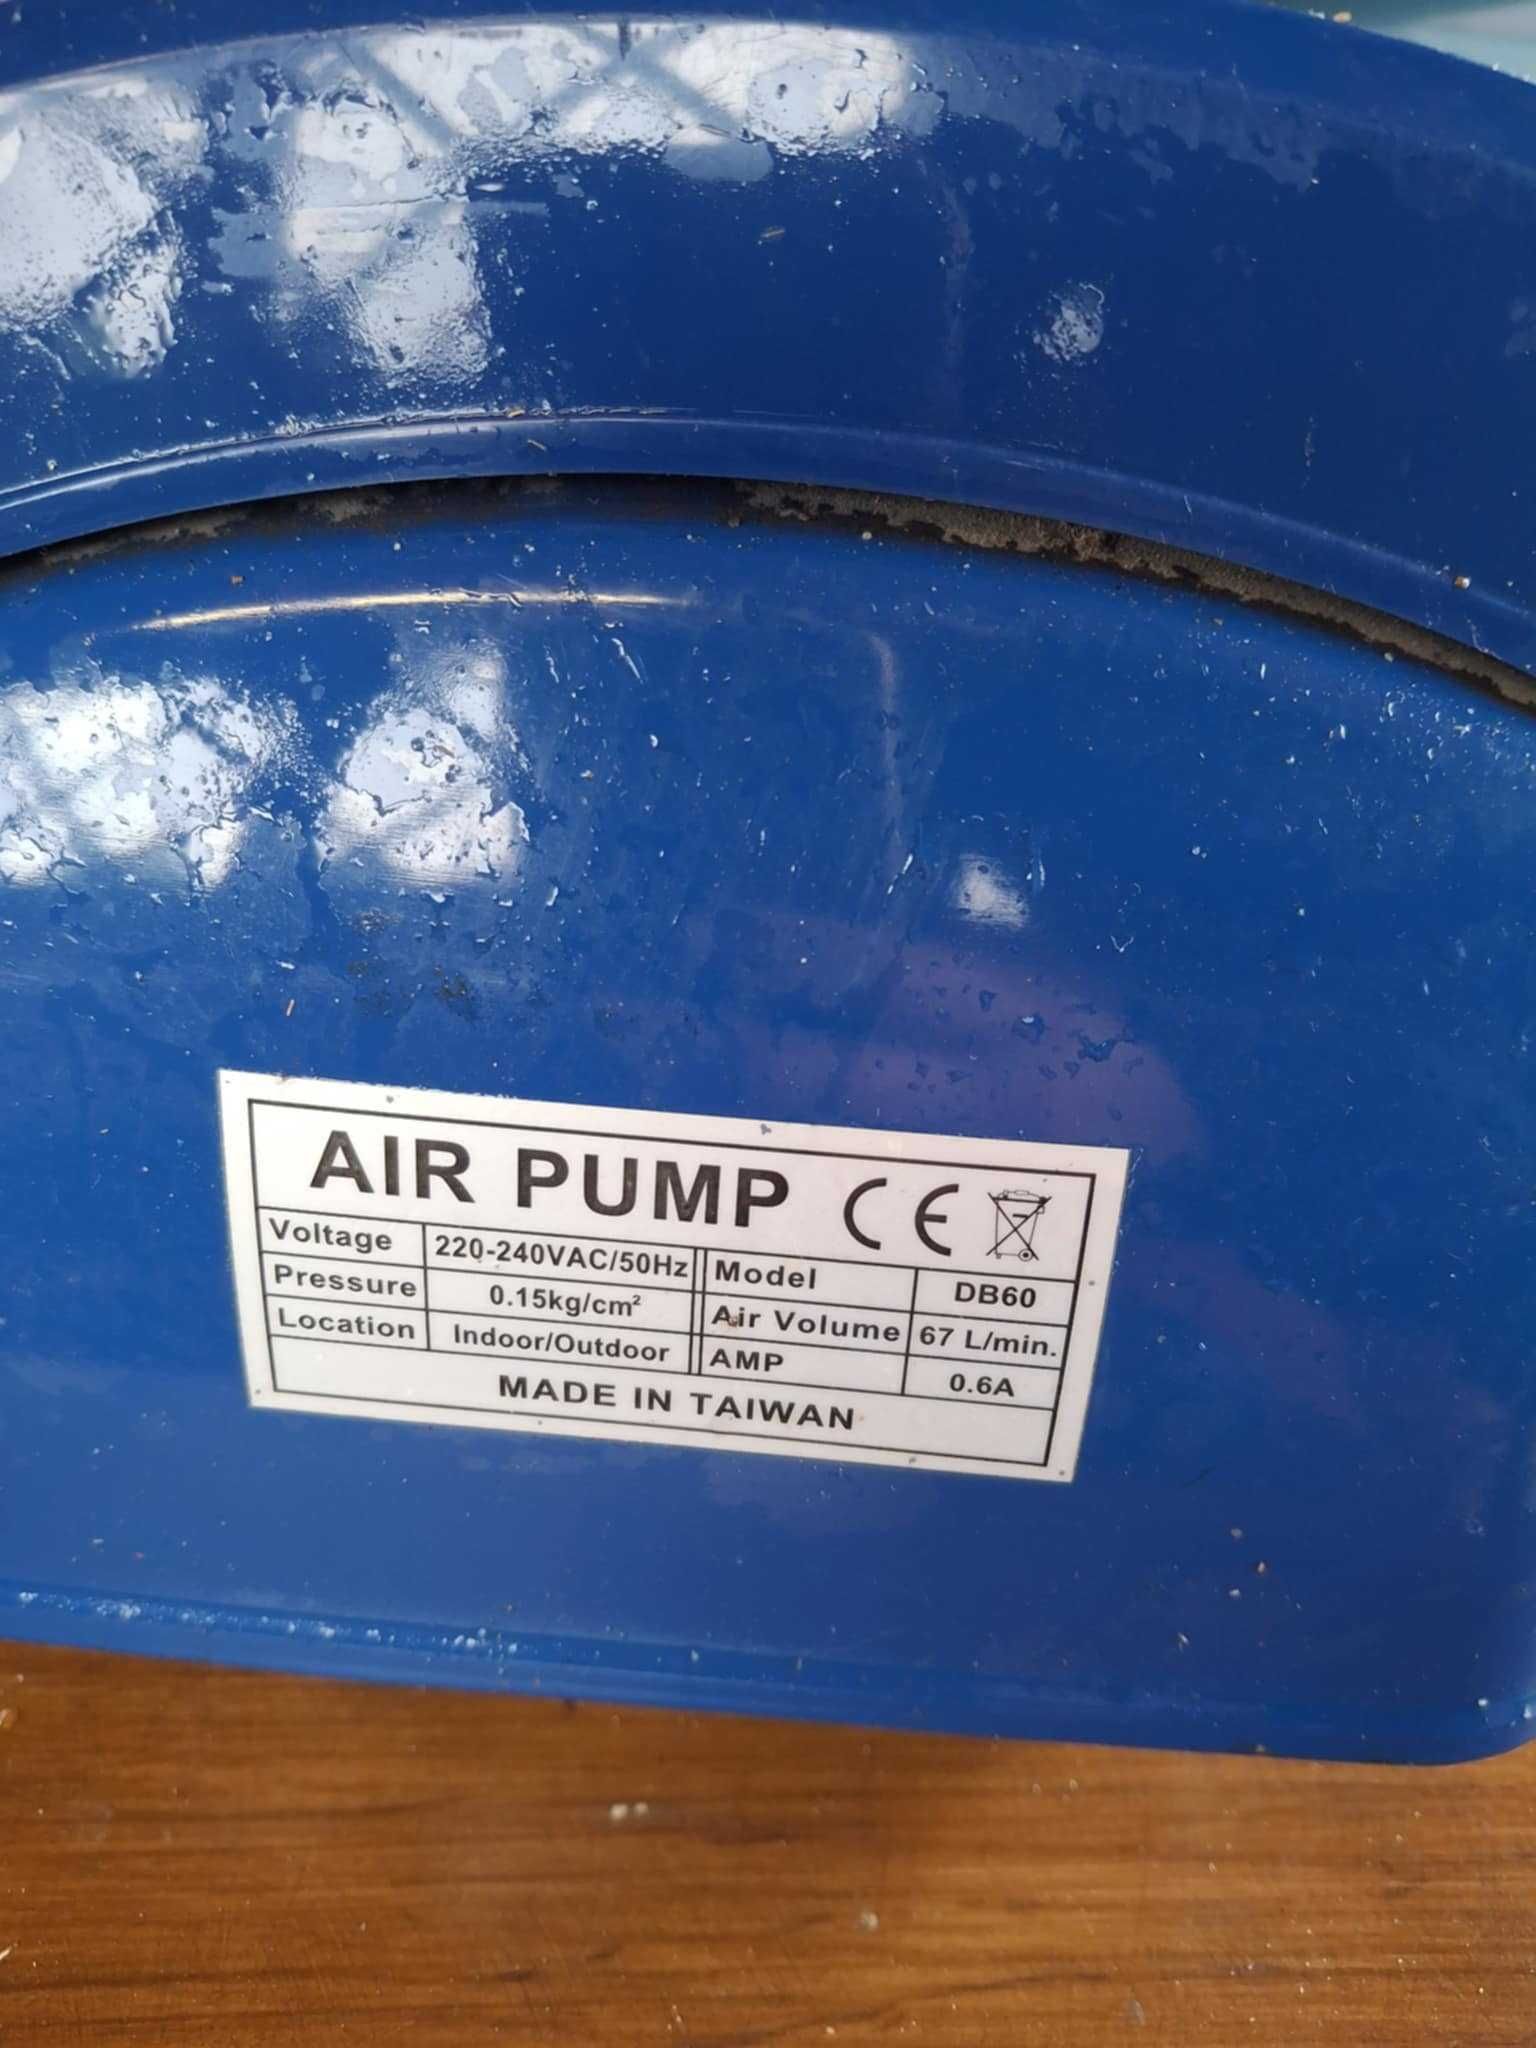 AIR PUMP CE
Voltage 220-240VAC/50Hz Model DB60
Pressure 0.15kg/cm² Air Volume 67 L/min.
Location Indoor/Outdoor AMP 0.6A
MADE IN TAIWAN